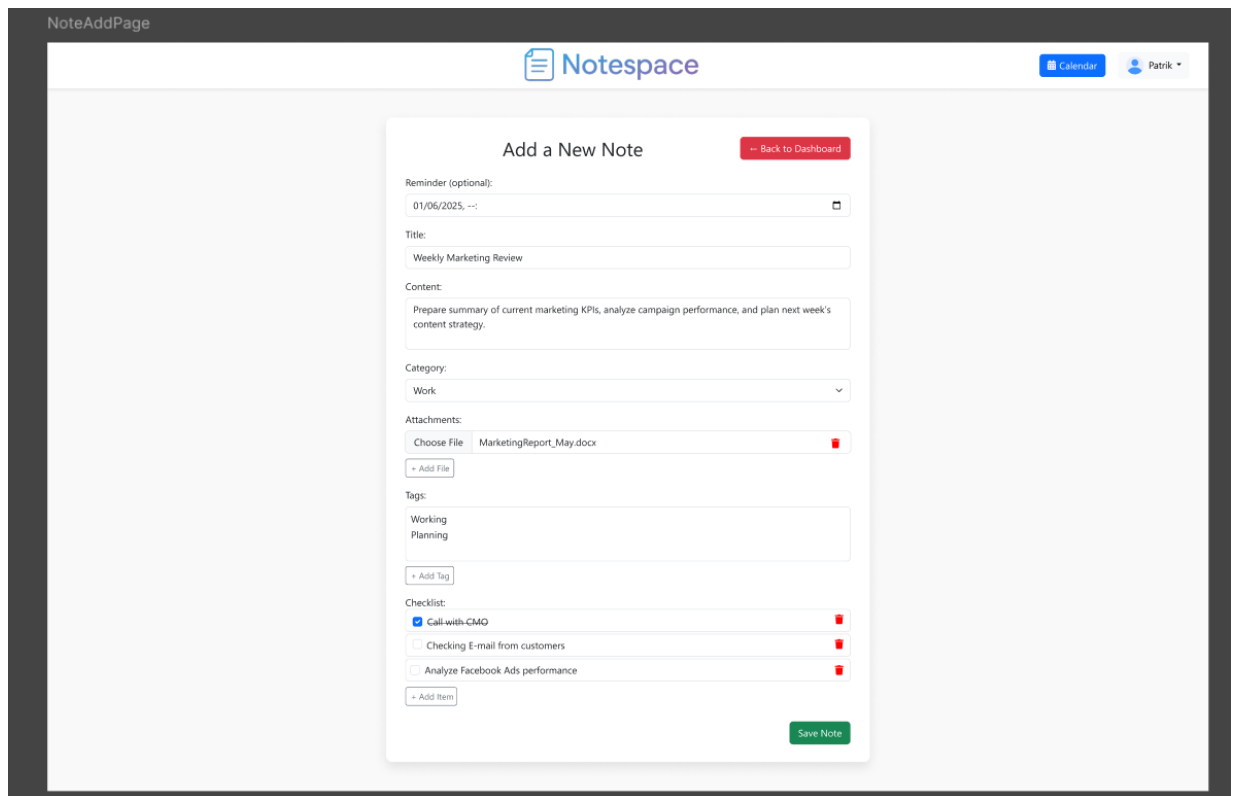 NoteAddPage
Notespace
Calendar
Patrik
Add a New Note
← Back to Dashboard
Reminder (optional):
01/06/2025, --:
Title:
Weekly Marketing Review
Content:
Prepare summary of current marketing KPIs, analyze campaign performance, and plan next week's
content strategy.
Category:
Work
Attachments:
Choose File MarketingReport_May.docx
+ Add File
Tags:
Working
Planning
+ Add Tag
Checklist:
Call with CMO
Checking E-mail from customers
Analyze Facebook Ads performance
+ Add Item
Save Note